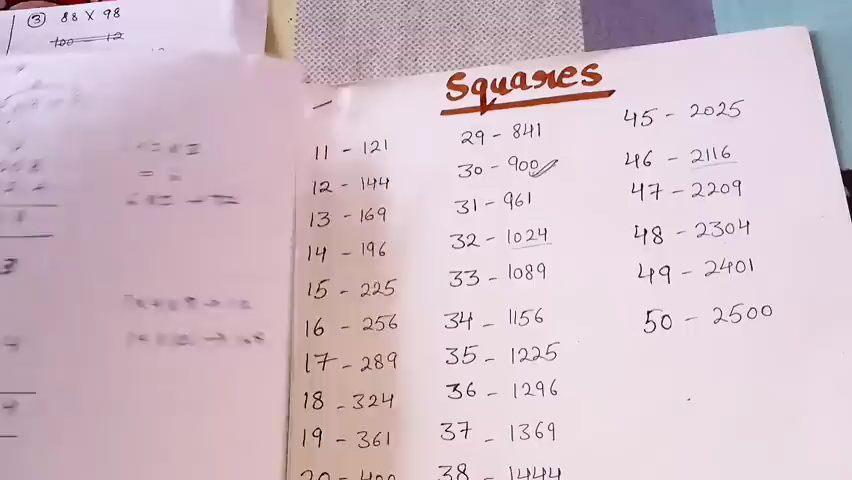 ③ 88 X 98
100 - 12
Squares
11 - 121
12 - 144
13 - 169
14 - 196
15 - 225
16 - 256
17 - 289
18 - 324
19 - 361
20 - 400
29 - 841
30 - 900
31 - 961
32 - 1024
33 - 1089
34 - 1156
35 - 1225
36 - 1296
37 - 1369
38 - 1444
45 - 2025
46 - 2116
47 - 2209
48 - 2304
49 - 2401
50 - 2500